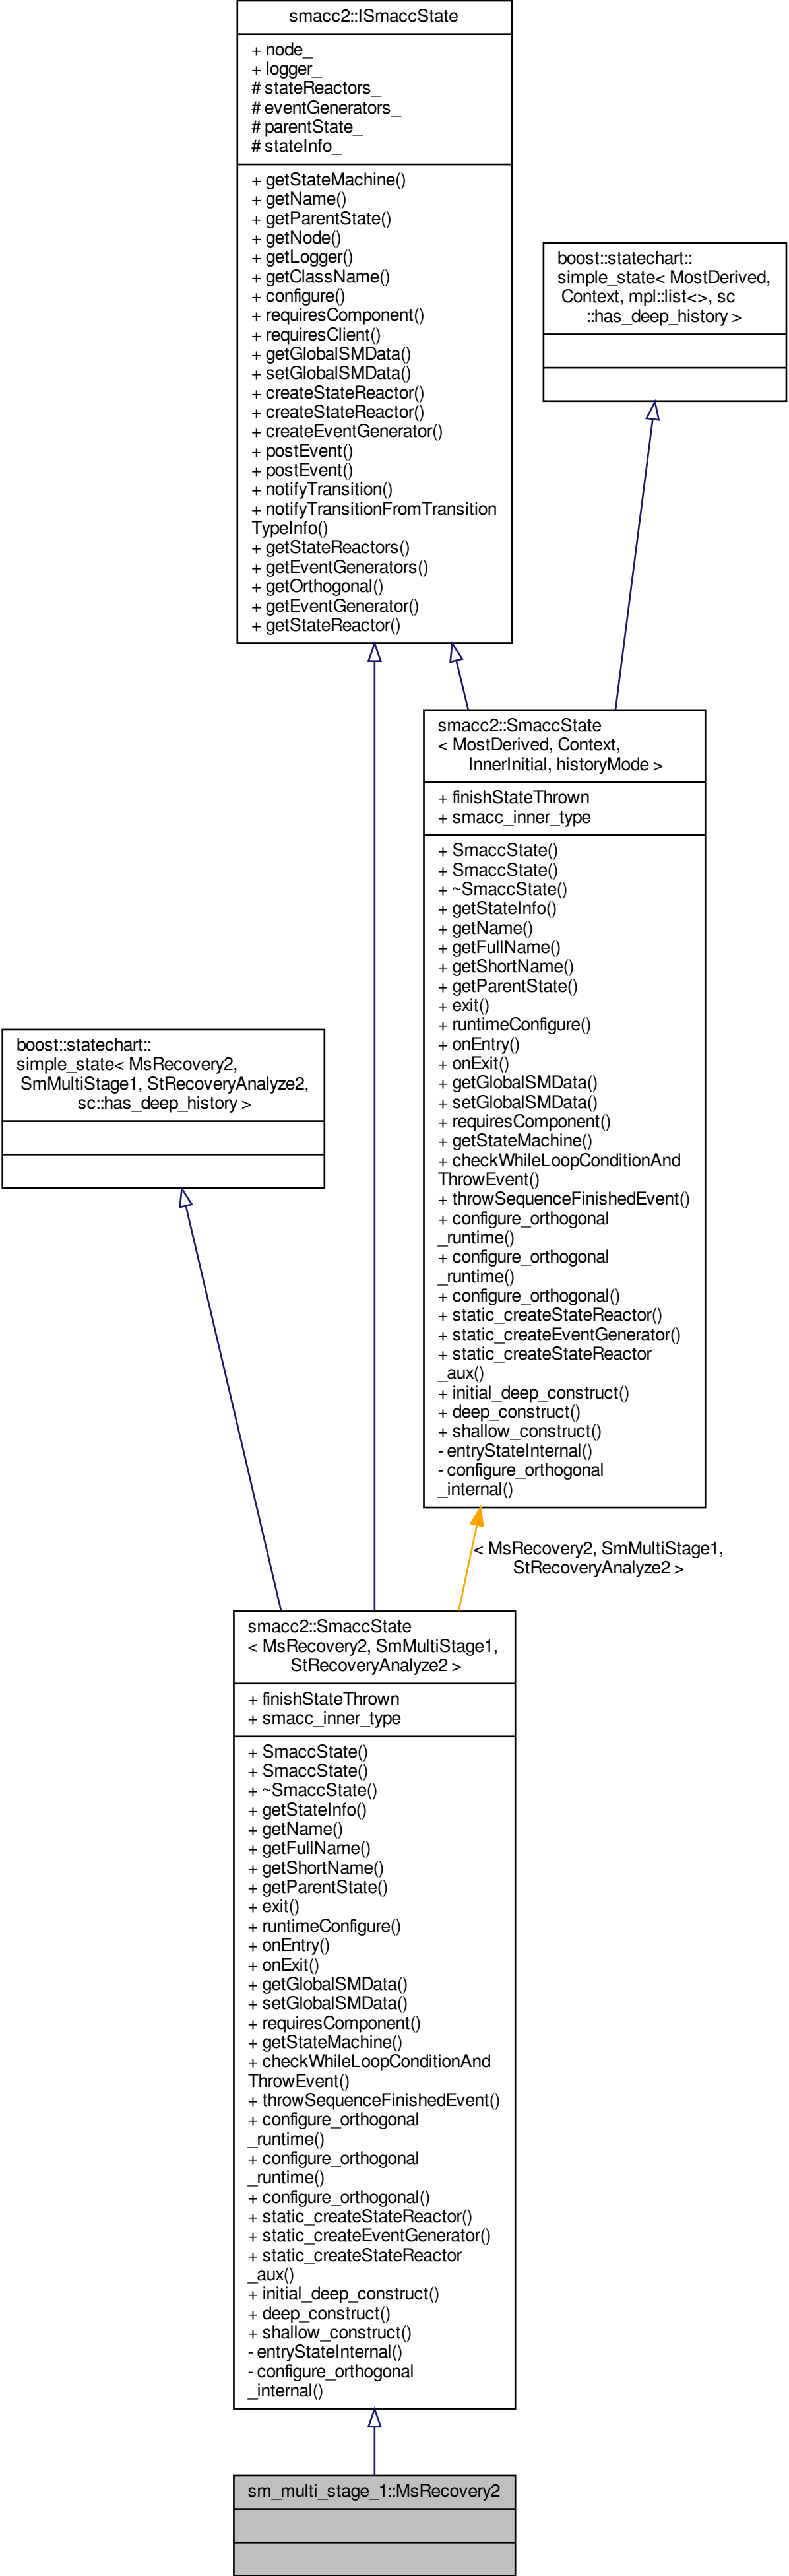 smacc2::ISmaccState
+ node_
+ logger_
# stateReactors_
# eventGenerators_
# parentState_
# stateInfo_
+ getStateMachine()
+ getName()
+ getParentState()
+ getNode()
+ getLogger()
+ getClassName()
+ configure()
+ requiresComponent()
+ requiresClient()
+ getGlobalSMData()
+ setGlobalSMData()
+ createStateReactor()
+ createStateReactor()
+ createEventGenerator()
+ postEvent()
+ postEvent()
+ notifyTransition()
+ notifyTransitionFromTransition
TypeInfo()
+ getStateReactors()
+ getEventGenerators()
+ getOrthogonal()
+ getEventGenerator()
+ getStateReactor()
boost::statechart::
simple_state< MostDerived,
Context, mpl::list<>, sc
::has_deep_history >
smacc2::SmaccState
< MostDerived, Context,
InnerInitial, historyMode >
+ finishStateThrown
+ smacc_inner_type
+ SmaccState()
+ SmaccState()
+ ~SmaccState()
+ getStateInfo()
+ getName()
+ getFullName()
+ getShortName()
+ getParentState()
+ exit()
+ runtimeConfigure()
+ onEntry()
+ onExit()
+ getGlobalSMData()
+ setGlobalSMData()
+ requiresComponent()
+ getStateMachine()
+ checkWhileLoopConditionAnd
ThrowEvent()
+ throwSequenceFinishedEvent()
+ configure_orthogonal
_runtime()
+ configure_orthogonal
_runtime()
+ configure_orthogonal()
+ static_createStateReactor()
+ static_createEventGenerator()
+ static_createStateReactor
_aux()
+ initial_deep_construct()
+ deep_construct()
+ shallow_construct()
- entryStateInternal()
- configure_orthogonal
_internal()
boost::statechart::
simple_state< MsRecovery2,
SmMultiStage1, StRecoveryAnalyze2,
sc::has_deep_history >
< MsRecovery2, SmMultiStage1,
StRecoveryAnalyze2 >
smacc2::SmaccState
< MsRecovery2, SmMultiStage1,
StRecoveryAnalyze2 >
+ finishStateThrown
+ smacc_inner_type
+ SmaccState()
+ SmaccState()
+ ~SmaccState()
+ getStateInfo()
+ getName()
+ getFullName()
+ getShortName()
+ getParentState()
+ exit()
+ runtimeConfigure()
+ onEntry()
+ onExit()
+ getGlobalSMData()
+ setGlobalSMData()
+ requiresComponent()
+ getStateMachine()
+ checkWhileLoopConditionAnd
ThrowEvent()
+ throwSequenceFinishedEvent()
+ configure_orthogonal
_runtime()
+ configure_orthogonal
_runtime()
+ configure_orthogonal()
+ static_createStateReactor()
+ static_createEventGenerator()
+ static_createStateReactor
_aux()
+ initial_deep_construct()
+ deep_construct()
+ shallow_construct()
- entryStateInternal()
- configure_orthogonal
_internal()
sm_multi_stage_1::MsRecovery2